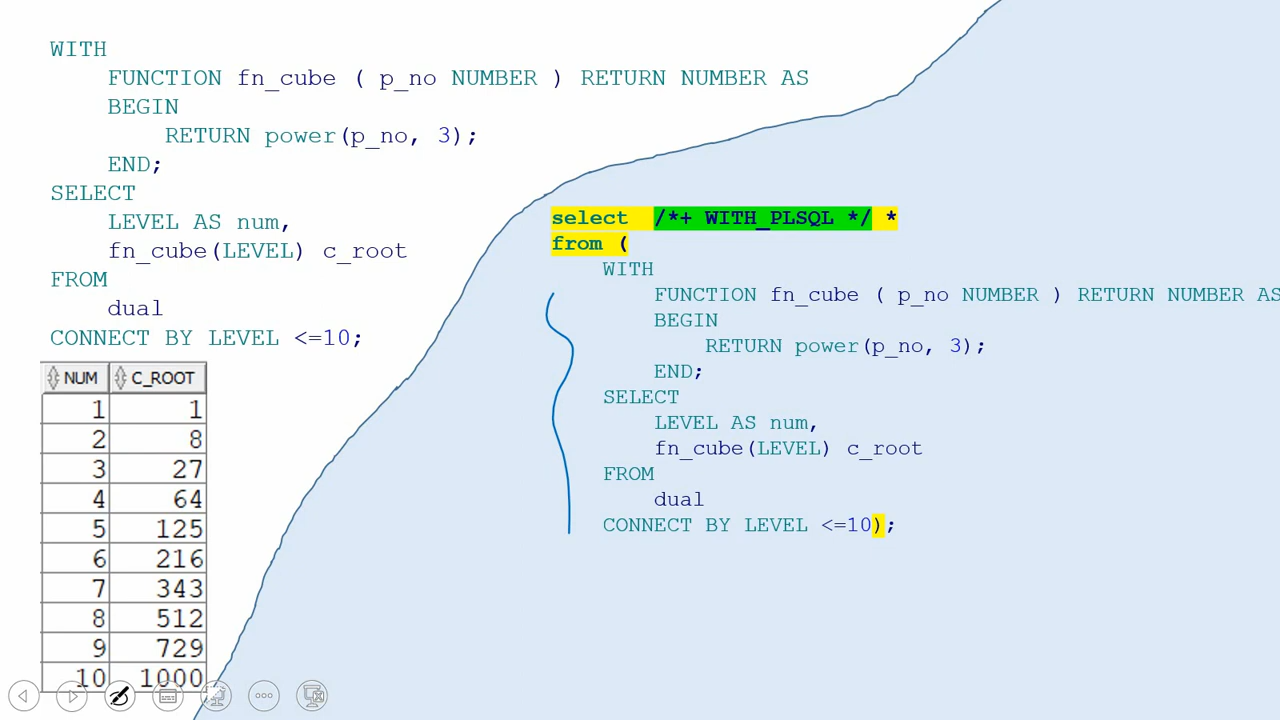 WITH
FUNCTION fn_cube ( p_no NUMBER ) RETURN NUMBER AS
BEGIN
RETURN power(p_no, 3);
END;
SELECT
LEVEL AS num,
fn_cube(LEVEL) c_root
FROM
dual
CONNECT BY LEVEL <=10;
NUM C_ROOT
1 1
2 8
3 27
4 64
5 125
6 216
7 343
8 512
9 729
10 1000
select /*+ WITH_PLSQL */ *
from (
WITH
FUNCTION fn_cube ( p_no NUMBER ) RETURN NUMBER AS
BEGIN
RETURN power(p_no, 3);
END;
SELECT
LEVEL AS num,
fn_cube(LEVEL) c_root
FROM
dual
CONNECT BY LEVEL <=10);